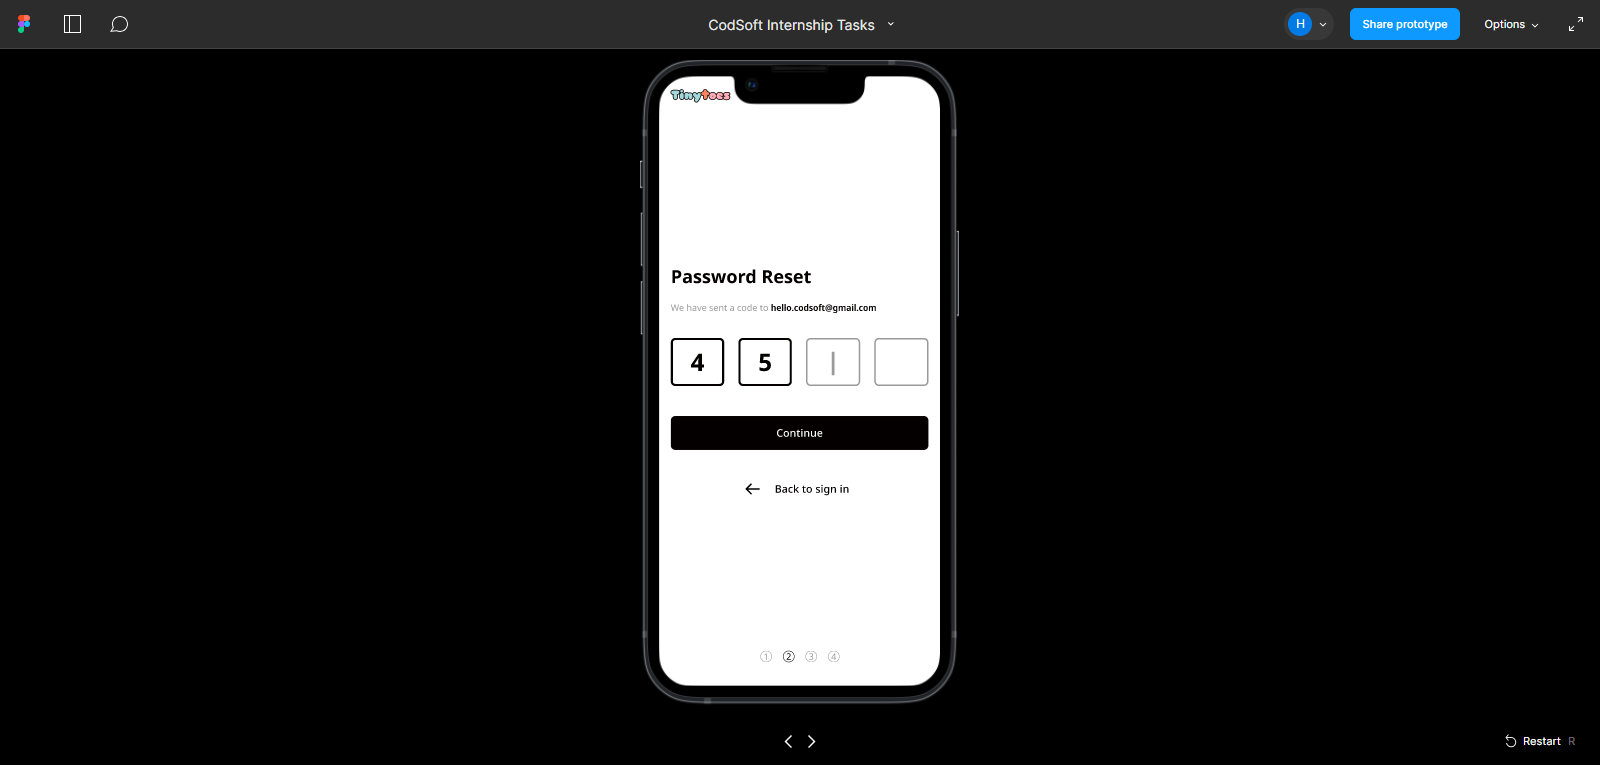 CodSoft Internship Tasks
H
Share prototype
Options
Tinytoes
Password Reset
We have sent a code to hello.codsoft@gmail.com
4 5
Continue
Back to sign in
1 2 3 4
Restart R